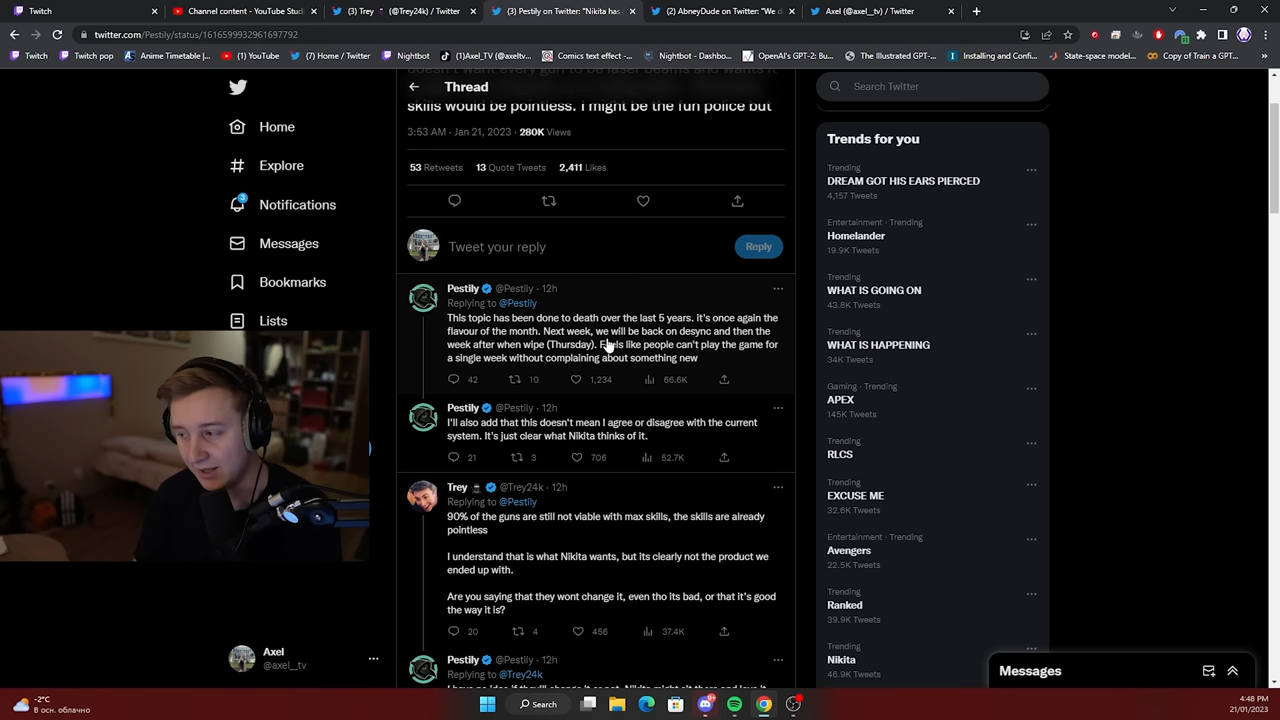 Twitch
Channel content - YouTube Stud
(3) Trey (@Trey24k) / Twitter
(3) Pestily on Twitter: "Nikita has
(2) AbneyDude on Twitter: "We d
Axel (@axel_tv) / Twitter
twitter.com/Pestily/status/1616599932961697792
Twitch
Twitch pop
Anime Timetable |...
(1) YouTube
(7) Home / Twitter
Nightbot
(1)Axel_TV (@axeltv...
Comics text effect -...
Nightbot - Dashbo...
OpenAI's GPT-2: Bu...
The Illustrated GPT-...
Installing and Confi...
State-space model...
Copy of Train a GP...
Thread
skills would be pointless. I might be the fun police but
3:53 AM · Jan 21, 2023 · 280K Views
53 Retweets 13 Quote Tweets 2,411 Likes
Tweet your reply
Reply
Home
Explore
3
Notifications
Messages
Bookmarks
Lists
Pestily @Pestily · 12h
Replying to @Pestily
This topic has been done to death over the last 5 years. It's once again the
flavour of the month. Next week, we will be back on desync and then the
week after when wipe (Thursday). Feels like people can't play the game for
a single week without complaining about something new
42 10 1,234 66.6K
Pestily @Pestily · 12h
I'll also add that this doesn't mean I agree or disagree with the current
system. It's just clear what Nikita thinks of it.
21 3 706 52.7K
Trey @Trey24k · 12h
Replying to @Pestily
90% of the guns are still not viable with max skills, the skills are already
pointless
I understand that is what Nikita wants, but its clearly not the product we
ended up with.
Are you saying that they wont change it, even tho its bad, or that it's good
the way it is?
20 4 456 37.4K
Pestily @Pestily · 12h
Replying to @Trey24k
Search Twitter
Trends for you
Trending
DREAM GOT HIS EARS PIERCED
4,157 Tweets
Entertainment · Trending
Homelander
19.9K Tweets
Trending
WHAT IS GOING ON
43.8K Tweets
Trending
WHAT IS HAPPENING
34K Tweets
Gaming · Trending
APEX
145K Tweets
Trending
RLCS
Trending
EXCUSE ME
32.6K Tweets
Entertainment · Trending
Avengers
22.5K Tweets
Trending
Ranked
39.9K Tweets
Trending
Nikita
46.9K Tweets
Messages
Axel
@axel__tv
-2°C
В осн. облачно
Search
4:48 PM
21/01/2023